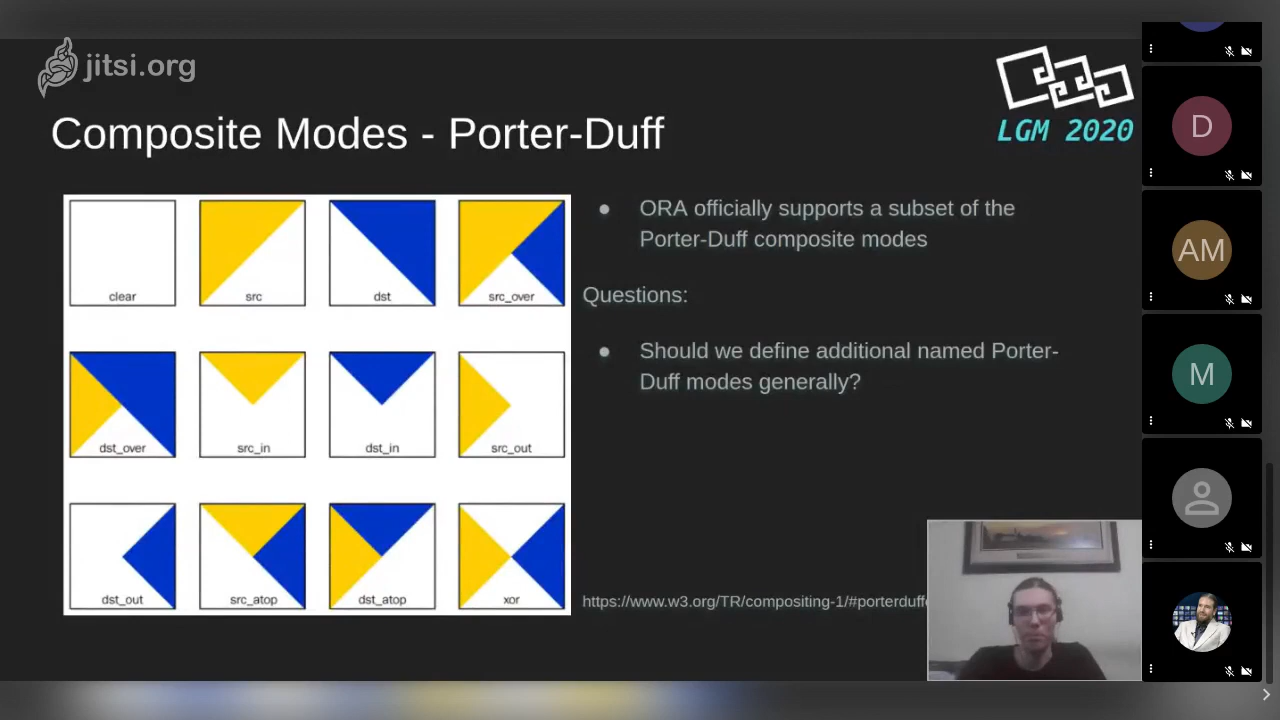 jitsi.org
LGM 2020
Composite Modes - Porter-Duff
clear
src
dst
src_over
dst_over
src_in
dst_in
src_out
dst_out
src_atop
dst_atop
xor
● ORA officially supports a subset of the
Porter-Duff composite modes
Questions:
● Should we define additional named Porter-
Duff modes generally?
https://www.w3.org/TR/compositing-1/#porterduff
D
AM
M